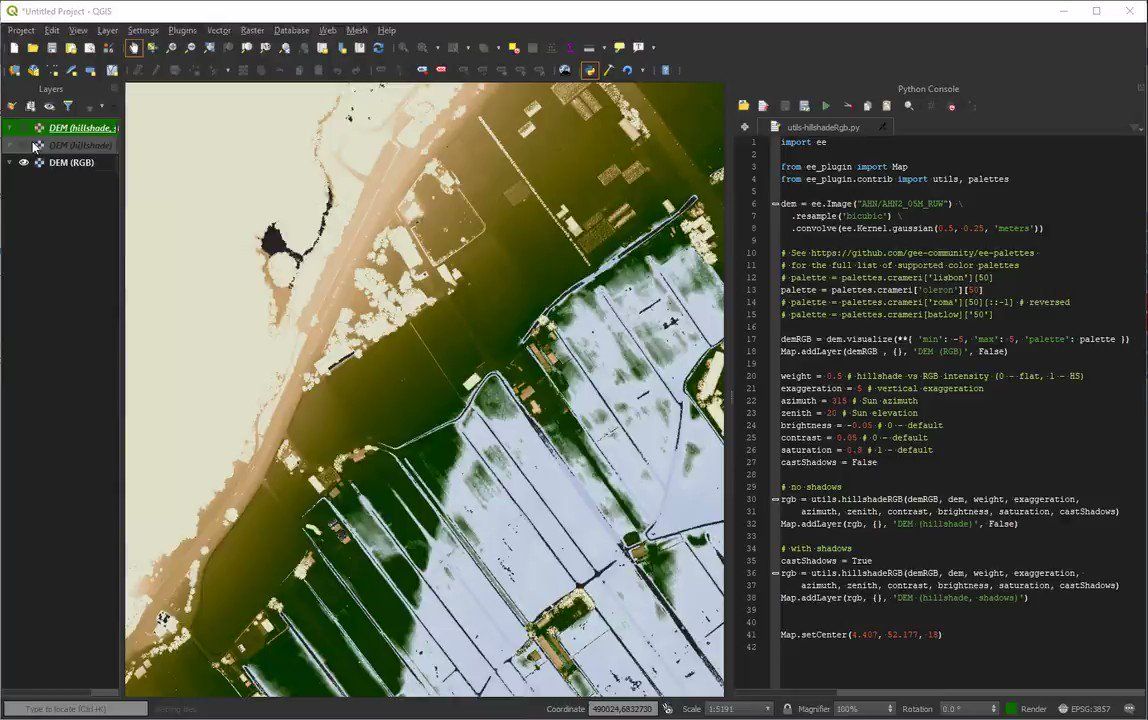 *Untitled Project - QGIS
Project Edit View Layer Settings Plugins Vector Raster Database Web Mesh Help
Layers
DEM (hillshade, s
DEM (hillshade)
DEM (RGB)
Python Console
utils-hillshadeRgb.py
1 import ee
2
3 from ee_plugin import Map
4 from ee_plugin.contrib import utils, palettes
5
6 dem = ee.Image("AHN/AHN2_05M_RUW") \
7 .resample('bicubic') \
8 .convolve(ee.Kernel.gaussian(0.5, 0.25, 'meters'))
9
10 # See https://github.com/gee-community/ee-palettes
11 # for the full list of supported color palettes
12 # palette = palettes.crameri['lisbon'][50]
13 palette = palettes.crameri['oleron'][50]
14 # palette = palettes.crameri['roma'][50][::-1] # reversed
15 # palette = palettes.crameri[batlow]['50']
16
17 demRGB = dem.visualize(**{ 'min': -5, 'max': 5, 'palette': palette })
18 Map.addLayer(demRGB , {}, 'DEM (RGB)', False)
19
20 weight = 0.5 # hillshade vs RGB intensity (0 - flat, 1 - HS)
21 exaggeration = 5 # vertical exaggeration
22 azimuth = 315 # Sun azimuth
23 zenith = 20 # Sun elevation
24 brightness = -0.05 # 0 - default
25 contrast = 0.05 # 0 - default
26 saturation = 0.8 # 1 - default
27 castShadows = False
28
29 # no shadows
30 rgb = utils.hillshadeRGB(demRGB, dem, weight, exaggeration,
31 azimuth, zenith, contrast, brightness, saturation, castShadows)
32 Map.addLayer(rgb, {}, 'DEM (hillshade)', False)
33
34 # with shadows
35 castShadows = True
36 rgb = utils.hillshadeRGB(demRGB, dem, weight, exaggeration,
37 azimuth, zenith, contrast, brightness, saturation, castShadows)
38 Map.addLayer(rgb, {}, 'DEM (hillshade, shadows)')
39
40
41 Map.setCenter(4.407, 52.177, 18)
42
Type to locate (Ctrl+K) Coordinate 490024,6832730 Scale 1:5191 Magnifier 100% Rotation 0.0 ° Render EPSG:3857